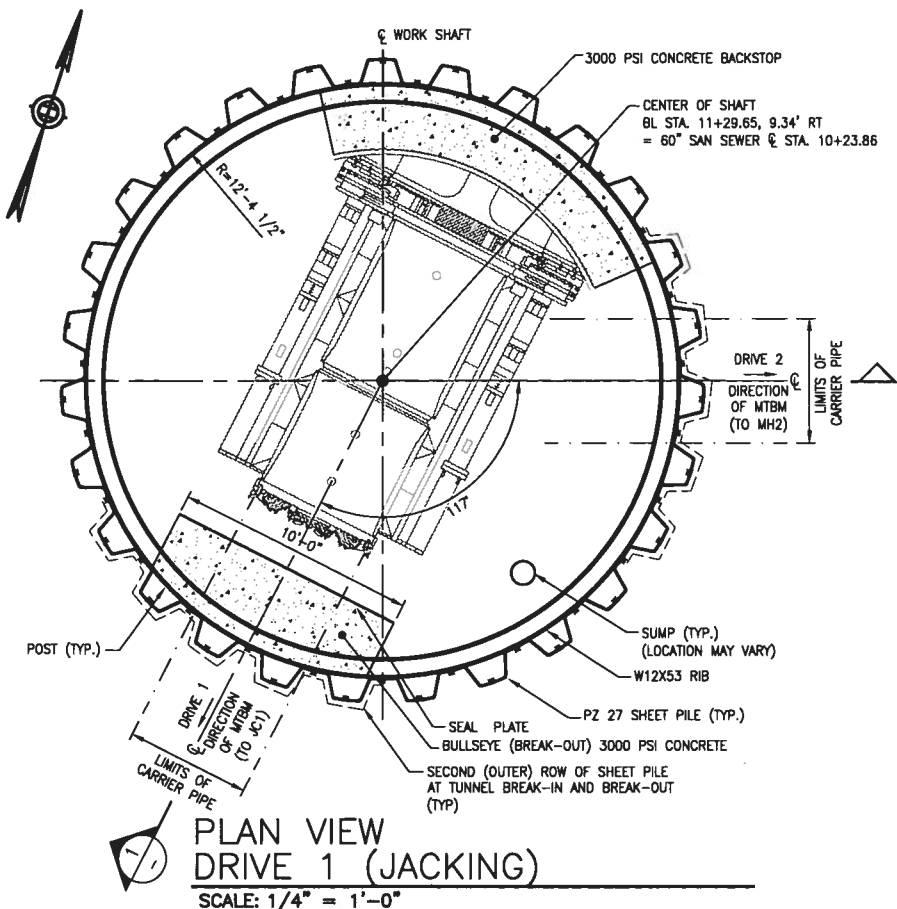 ℄ WORK SHAFT
3000 PSI CONCRETE BACKSTOP
CENTER OF SHAFT
BL STA. 11+29.65, 9.34' RT
= 60" SAN SEWER ℄ STA. 10+23.86
R=12'-4 1/2"
DRIVE 2
℄
DIRECTION
OF MTBM
(TO MH2)
LIMITS OF
CARRIER PIPE
117°
10'-0"
POST (TYP.)
SUMP (TYP.)
(LOCATION MAY VARY)
W12X53 RIB
PZ 27 SHEET PILE (TYP.)
SEAL PLATE
BULLSEYE (BREAK-OUT) 3000 PSI CONCRETE
SECOND (OUTER) ROW OF SHEET PILE
AT TUNNEL BREAK-IN AND BREAK-OUT
(TYP)
DRIVE 1
℄
DIRECTION
OF MTBM
(TO JC1)
LIMITS OF
CARRIER PIPE
1
-
PLAN VIEW
DRIVE 1 (JACKING)
SCALE: 1/4" = 1'-0"